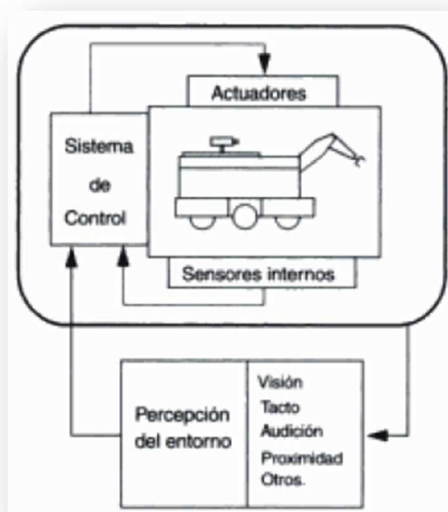 Actuadores
Sistema
de
Control
Sensores internos
Percepción
del entorno
Visión
Tacto
Audición
Proximidad
Otros.